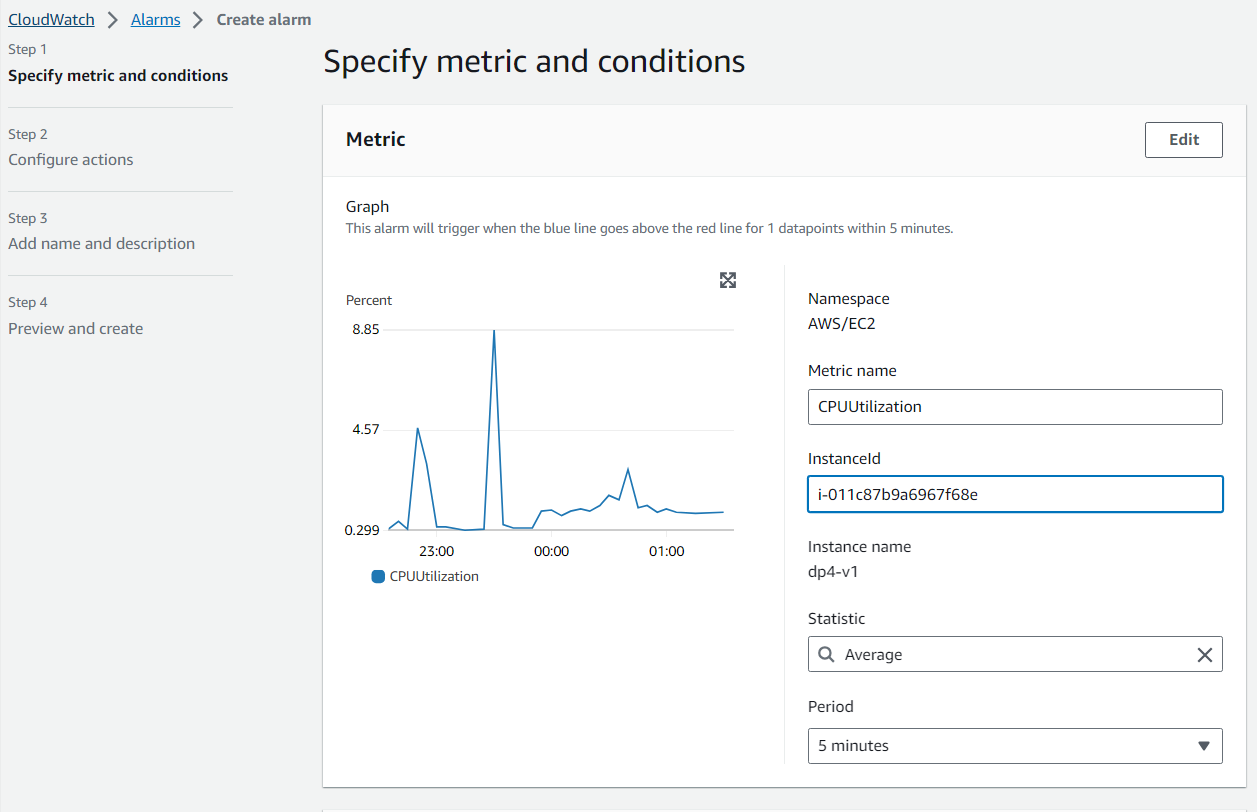 CloudWatch > Alarms > Create alarm
Step 1
Specify metric and conditions
Step 2
Configure actions
Step 3
Add name and description
Step 4
Preview and create
Specify metric and conditions
Metric
Edit
Graph
This alarm will trigger when the blue line goes above the red line for 1 datapoints within 5 minutes.
Percent
8.85
4.57
0.299
23:00 00:00 01:00
CPUUtilization
Namespace
AWS/EC2
Metric name
CPUUtilization
InstanceId
i-011c87b9a6967f68e
Instance name
dp4-v1
Statistic
Average
Period
5 minutes